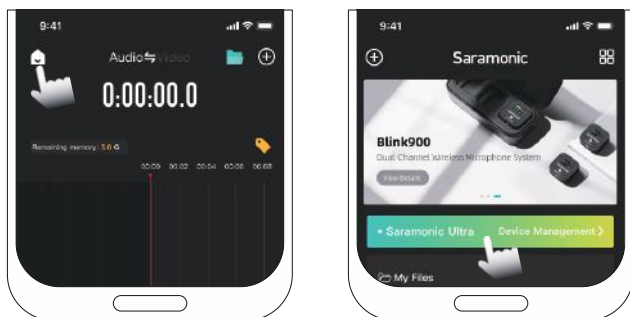 9:41
Audio Video
0:00:00.0
Remaining memory: 5.0 G
00:00 00:02 00:04 00:06 00:08
9:41
Saramonic
Blink900
Dual-Channel Wireless Microphone System
View Details
Saramonic Ultra Device Management >
My Files